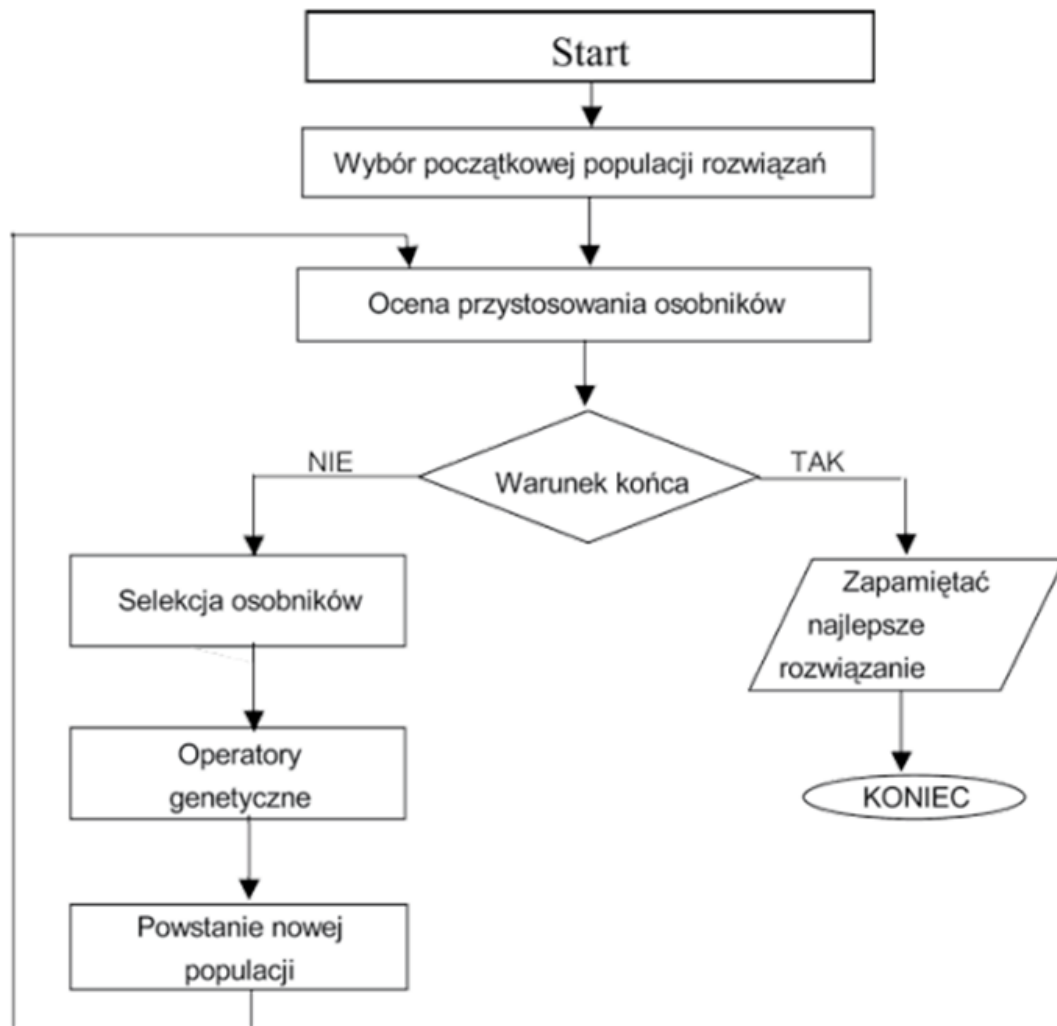 Start
Wybór początkowej populacji rozwiązań
Ocena przystosowania osobników
NIE
TAK
Warunek końca
Selekcja osobników
Zapamiętać
najlepsze
rozwiązanie
Operatory
genetyczne
KONIEC
Powstanie nowej
populacji